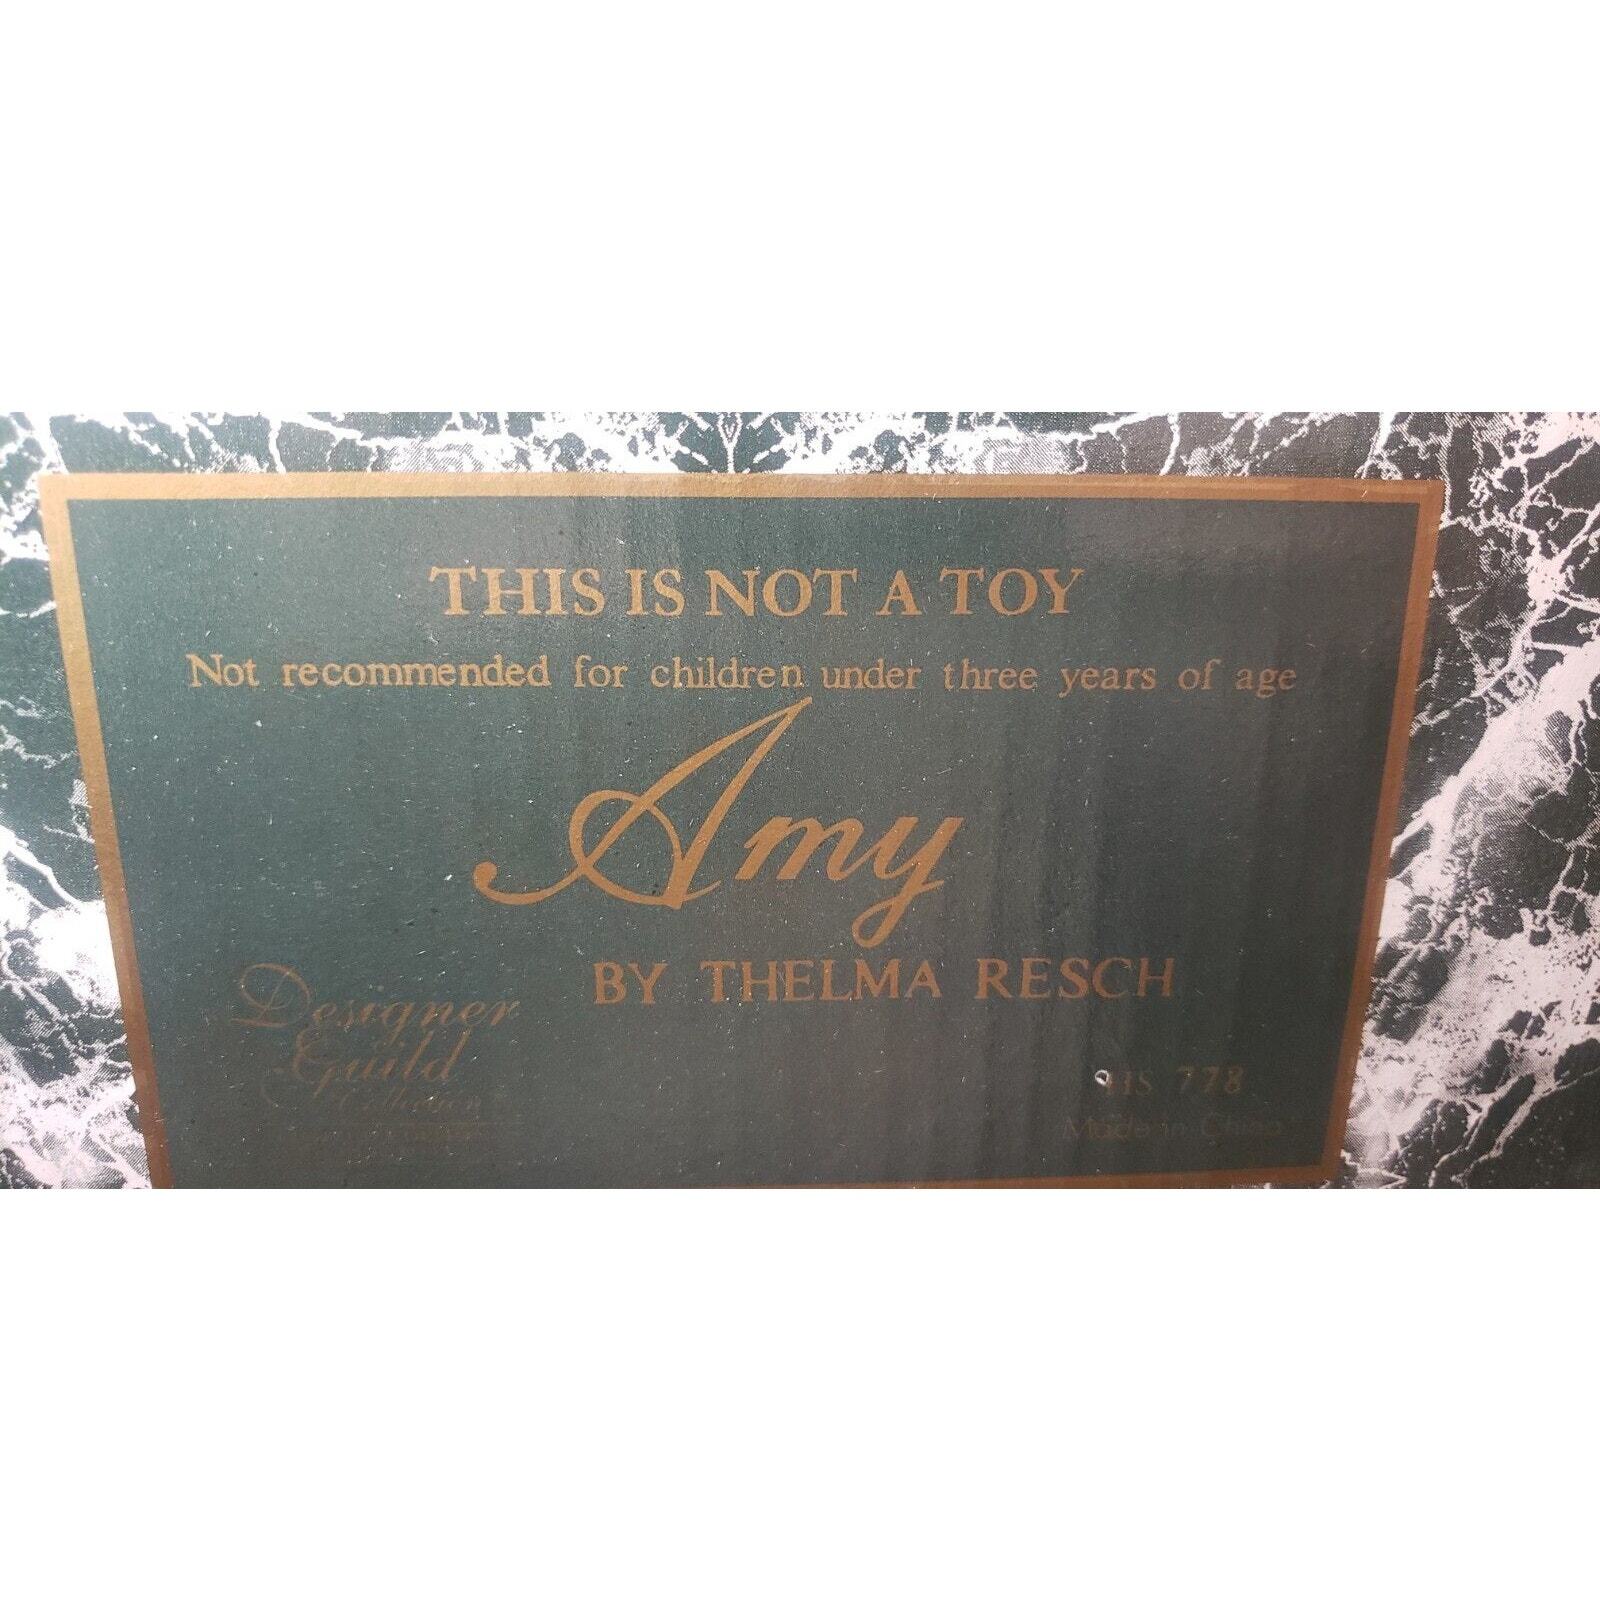 THIS IS NOT A TOY
Not recommended for children under three years of age
Amy
BY THELMA RESCH
Designer
Guild
Collection
HS 778
Made in China